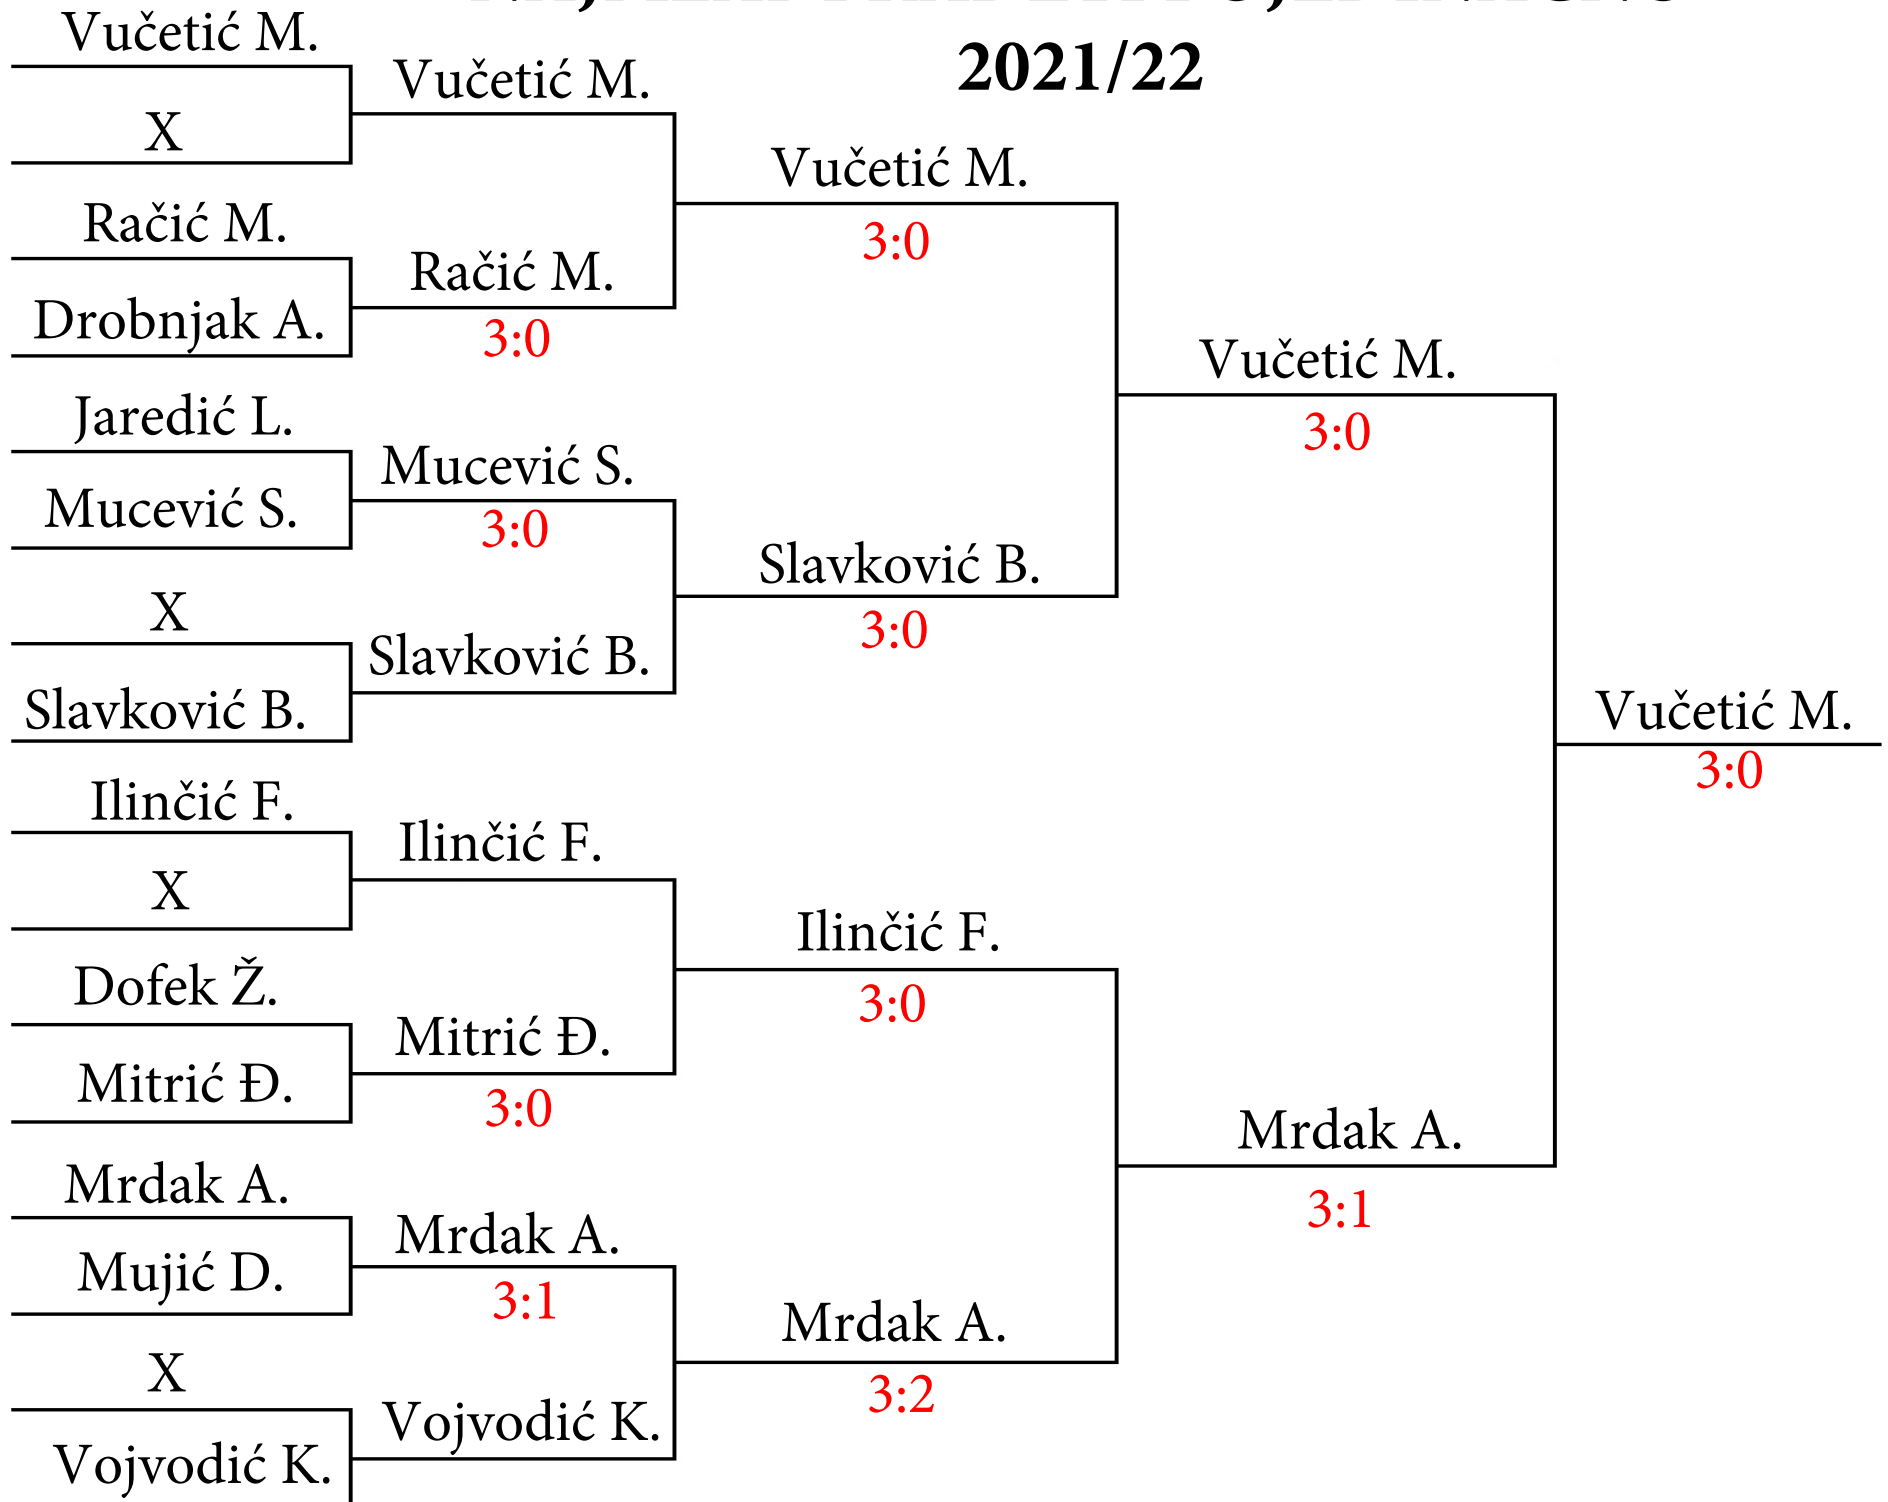 2021/22
Vučetić M.
X
Račić M.
Drobnjak A.
Jaredić L.
Mucević S.
X
Slavković B.
Ilinčić F.
X
Dofek Ž.
Mitrić Đ.
Mrdak A.
Mujić D.
X
Vojvodić K.
Vučetić M.
Račić M.
3:0
Mucević S.
3:0
Slavković B.
Ilinčić F.
Mitrić Đ.
3:0
Mrdak A.
3:1
Vojvodić K.
Vučetić M.
3:0
Slavković B.
3:0
Ilinčić F.
3:0
Mrdak A.
3:2
Vučetić M.
3:0
Mrdak A.
3:1
Vučetić M.
3:0